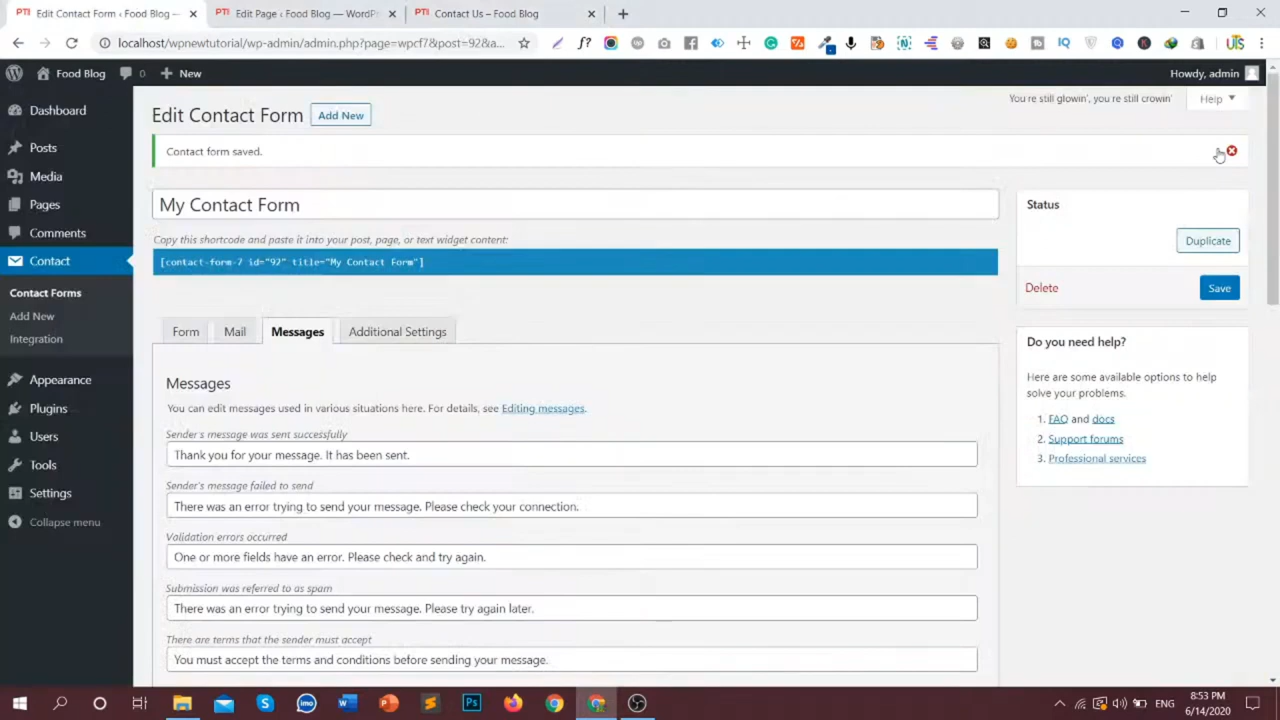 PTI Edit Contact Form ‹ Food Blog —
PTI Edit Page ‹ Food Blog — WordPr
PTI Contact Us – Food Blog
localhost/wpnewtutorial/wp-admin/admin.php?page=wpcf7&post=92&a...
Food Blog 0 New
Howdy, admin
Dashboard
Posts
Media
Pages
Comments
Contact
Contact Forms
Add New
Integration
Appearance
Plugins
Users
Tools
Settings
Collapse menu
You're still glowin', you're still crowin'
Help
Edit Contact Form
Add New
Contact form saved.
My Contact Form
Copy this shortcode and paste it into your post, page, or text widget content:
[contact-form-7 id="92" title="My Contact Form"]
Form Mail Messages Additional Settings
Messages
You can edit messages used in various situations here. For details, see Editing messages.
Sender's message was sent successfully
Thank you for your message. It has been sent.
Sender's message failed to send
There was an error trying to send your message. Please check your connection.
Validation errors occurred
One or more fields have an error. Please check and try again.
Submission was referred to as spam
There was an error trying to send your message. Please try again later.
There are terms that the sender must accept
You must accept the terms and conditions before sending your message.
Status
Duplicate
Delete
Save
Do you need help?
Here are some available options to help
solve your problems.
1. FAQ and docs
2. Support forums
3. Professional services
ENG
8:53 PM
6/14/2020